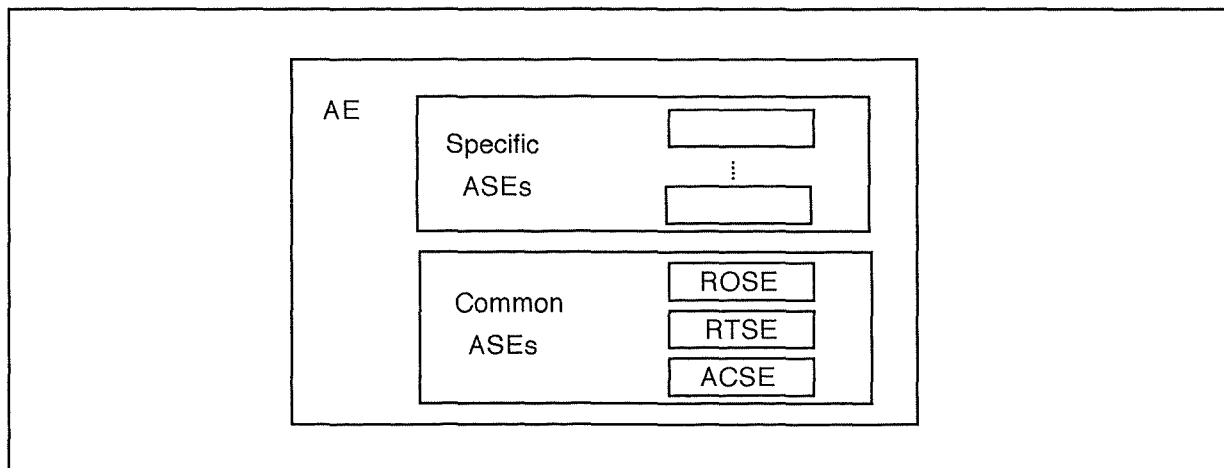 AE
Specific
ASEs
Common
ASEs
ROSE
RTSE
ACSE